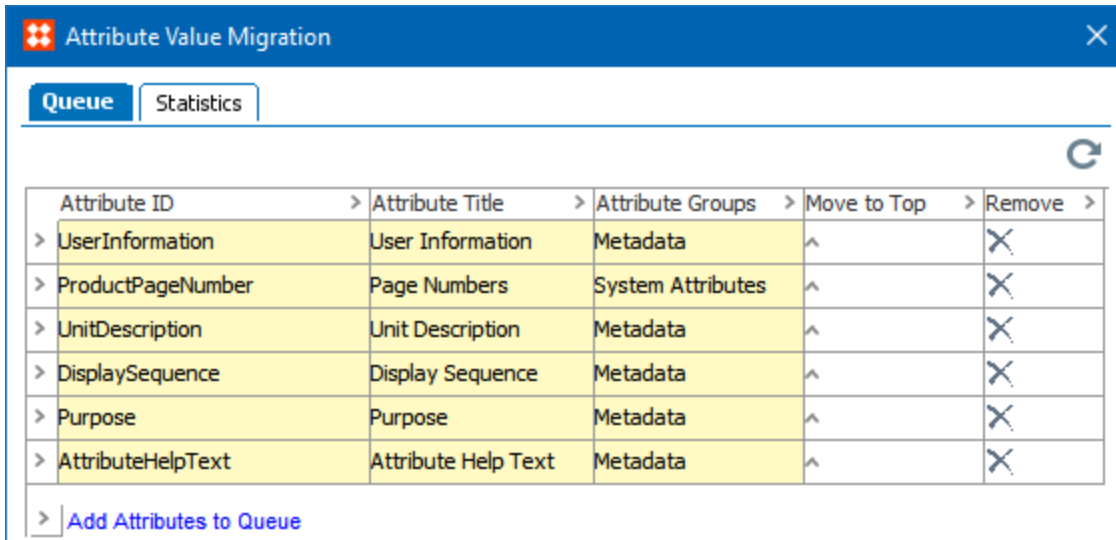 Attribute Value Migration
Queue Statistics
Attribute ID > Attribute Title > Attribute Groups > Move to Top > Remove >
> UserInformation User Information Metadata
> ProductPageNumber Page Numbers System Attributes
> UnitDescription Unit Description Metadata
> DisplaySequence Display Sequence Metadata
> Purpose Purpose Metadata
> AttributeHelpText Attribute Help Text Metadata
> Add Attributes to Queue